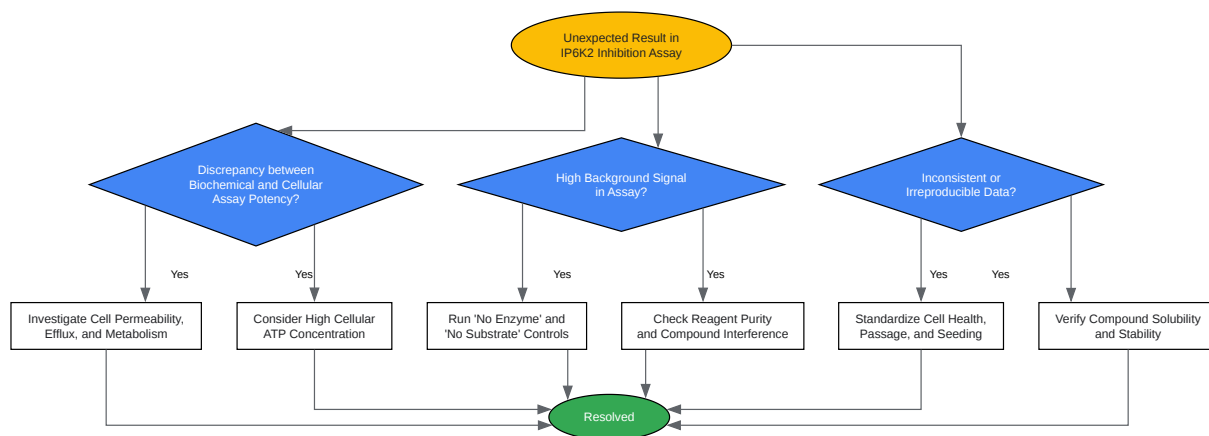 Unexpected Result in
IP6K2 Inhibition Assay
Discrepancy between
Biochemical and Cellular
Assay Potency?
High Background Signal
in Assay?
Inconsistent or
Irreproducible Data?
Yes
Yes
Yes
Yes
Yes
Yes
Investigate Cell Permeability,
Efflux, and Metabolism
Consider High Cellular
ATP Concentration
Run 'No Enzyme' and
'No Substrate' Controls
Check Reagent Purity
and Compound Interference
Standardize Cell Health,
Passage, and Seeding
Verify Compound Solubility
and Stability
Resolved